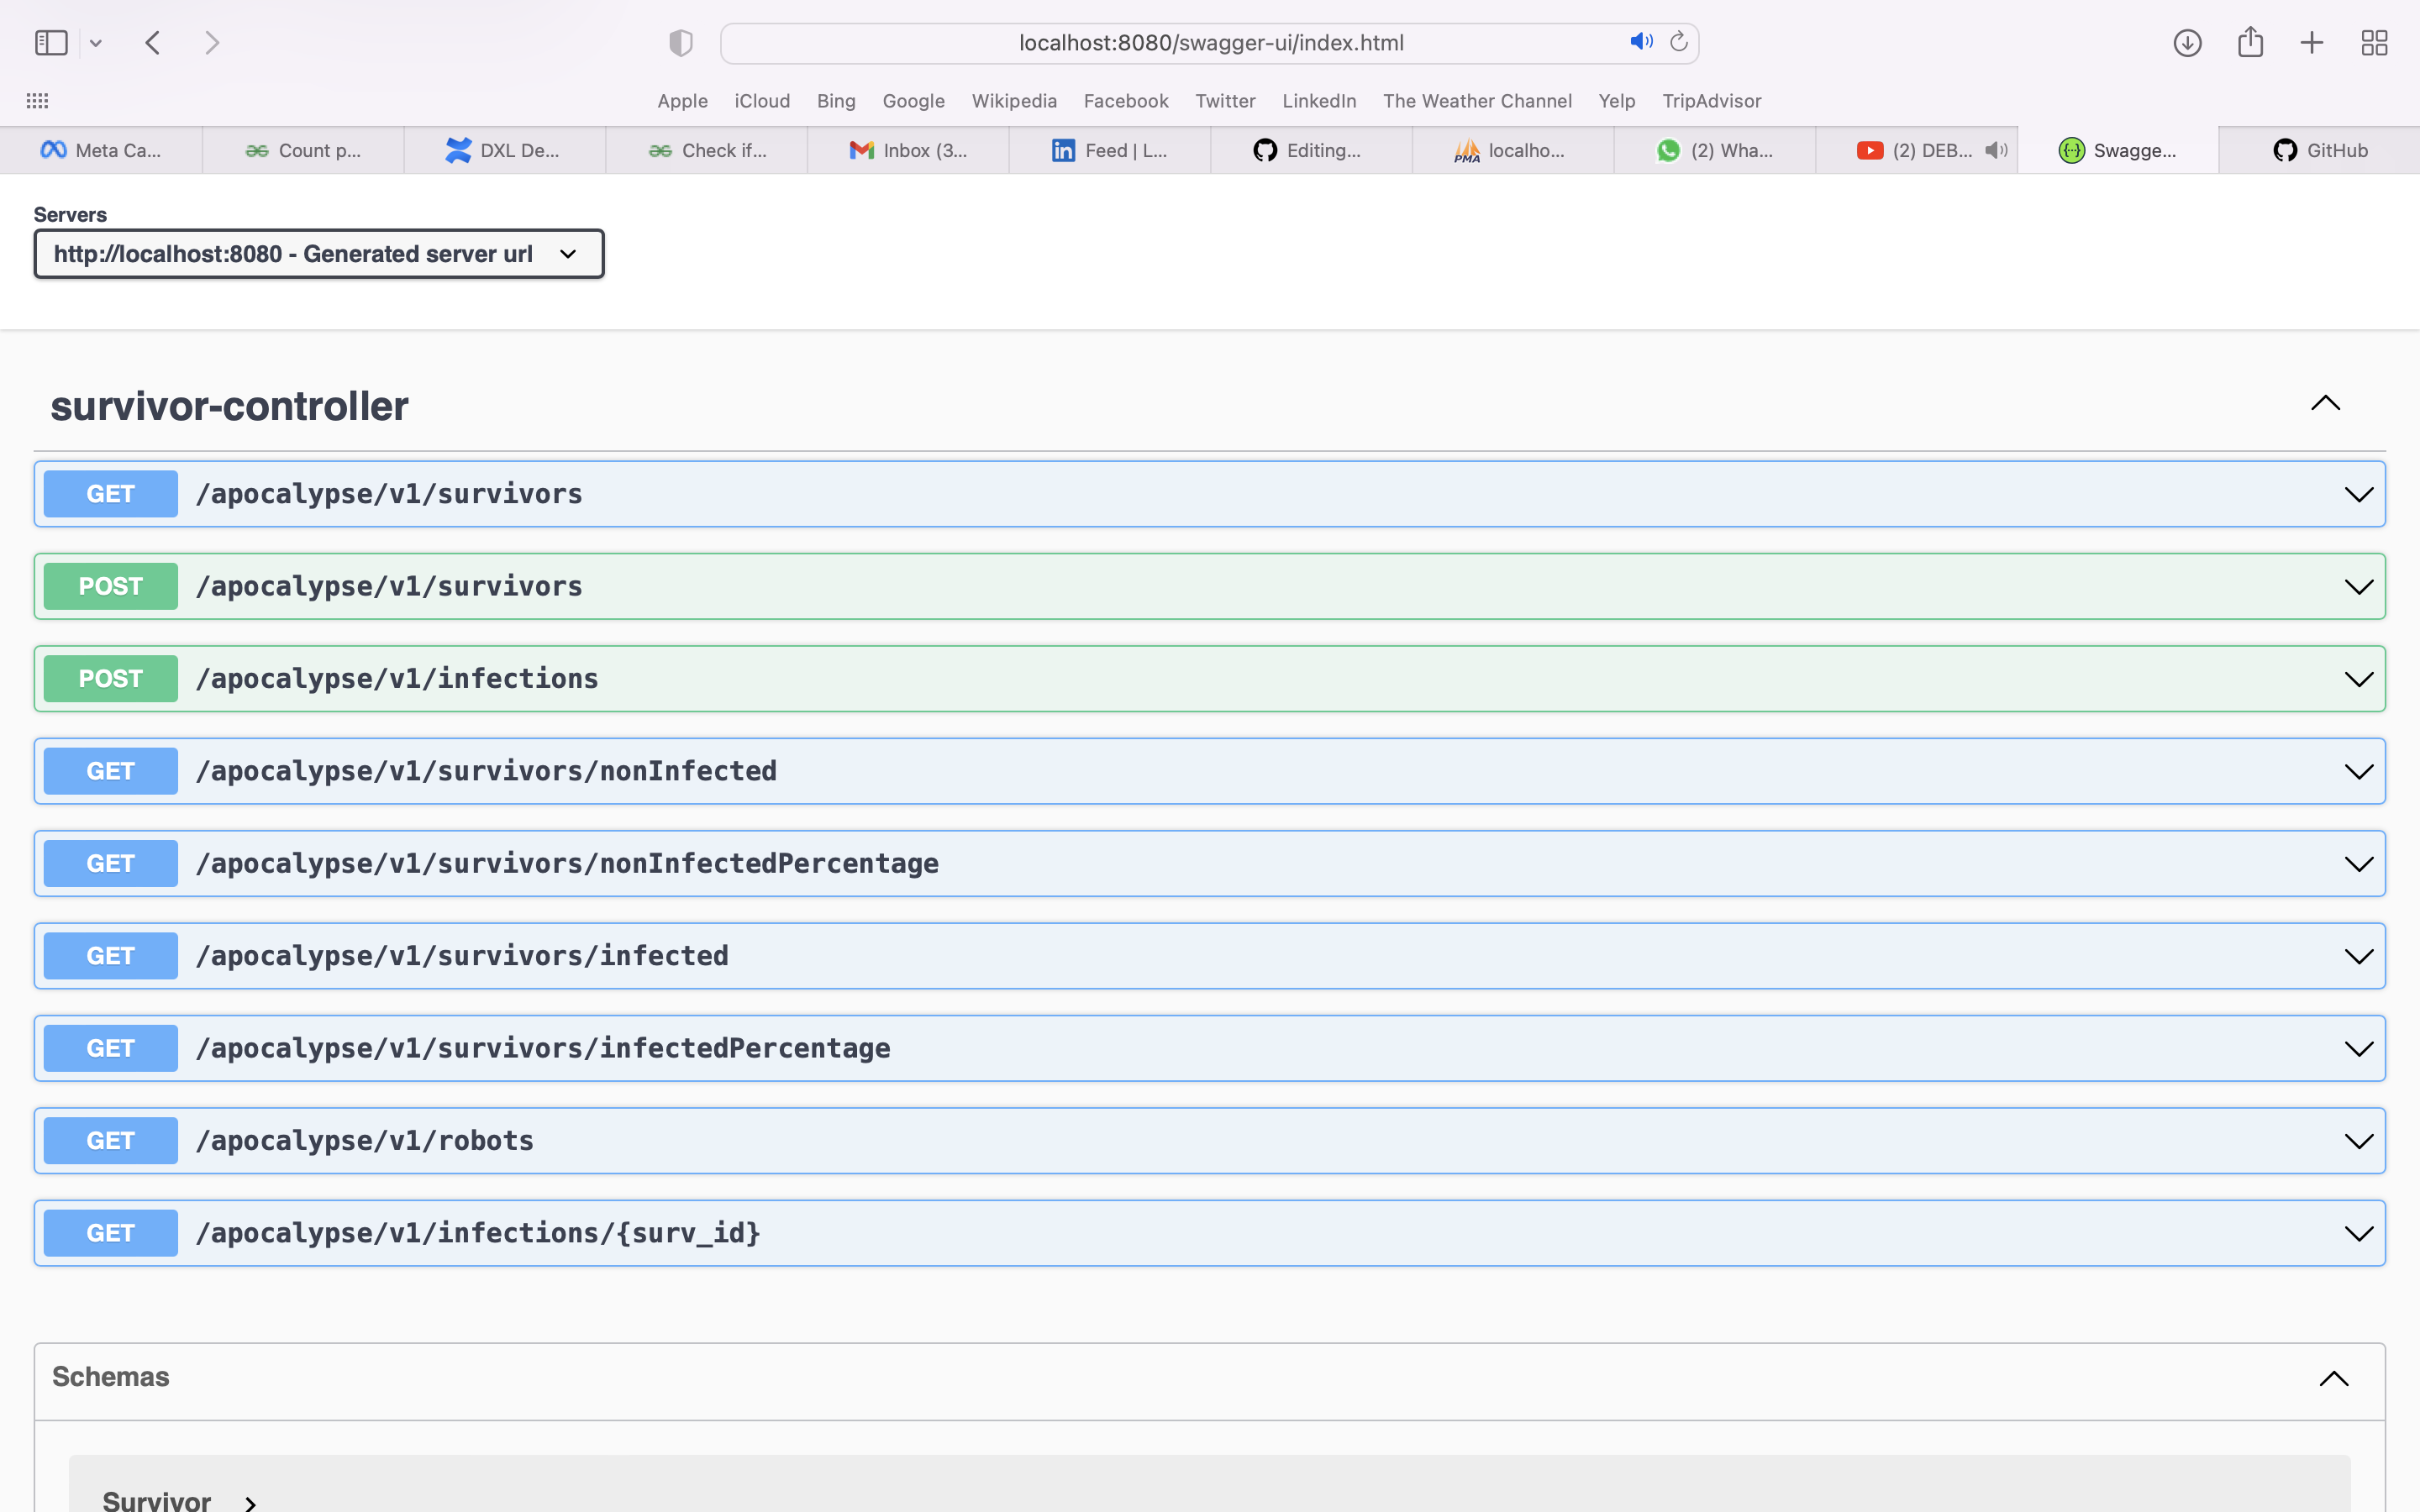 localhost:8080/swagger-ui/index.html
Apple iCloud Bing Google Wikipedia Facebook Twitter LinkedIn The Weather Channel Yelp TripAdvisor
Meta Ca... Count p... DXL De... Check if... Inbox (3... Feed | L... Editing... localho... (2) Wha... (2) DEB... Swagge... GitHub
Servers
http://localhost:8080 - Generated server url
survivor-controller
GET /apocalypse/v1/survivors
POST /apocalypse/v1/survivors
POST /apocalypse/v1/infections
GET /apocalypse/v1/survivors/nonInfected
GET /apocalypse/v1/survivors/nonInfectedPercentage
GET /apocalypse/v1/survivors/infected
GET /apocalypse/v1/survivors/infectedPercentage
GET /apocalypse/v1/robots
GET /apocalypse/v1/infections/{surv_id}
Schemas
Survivor